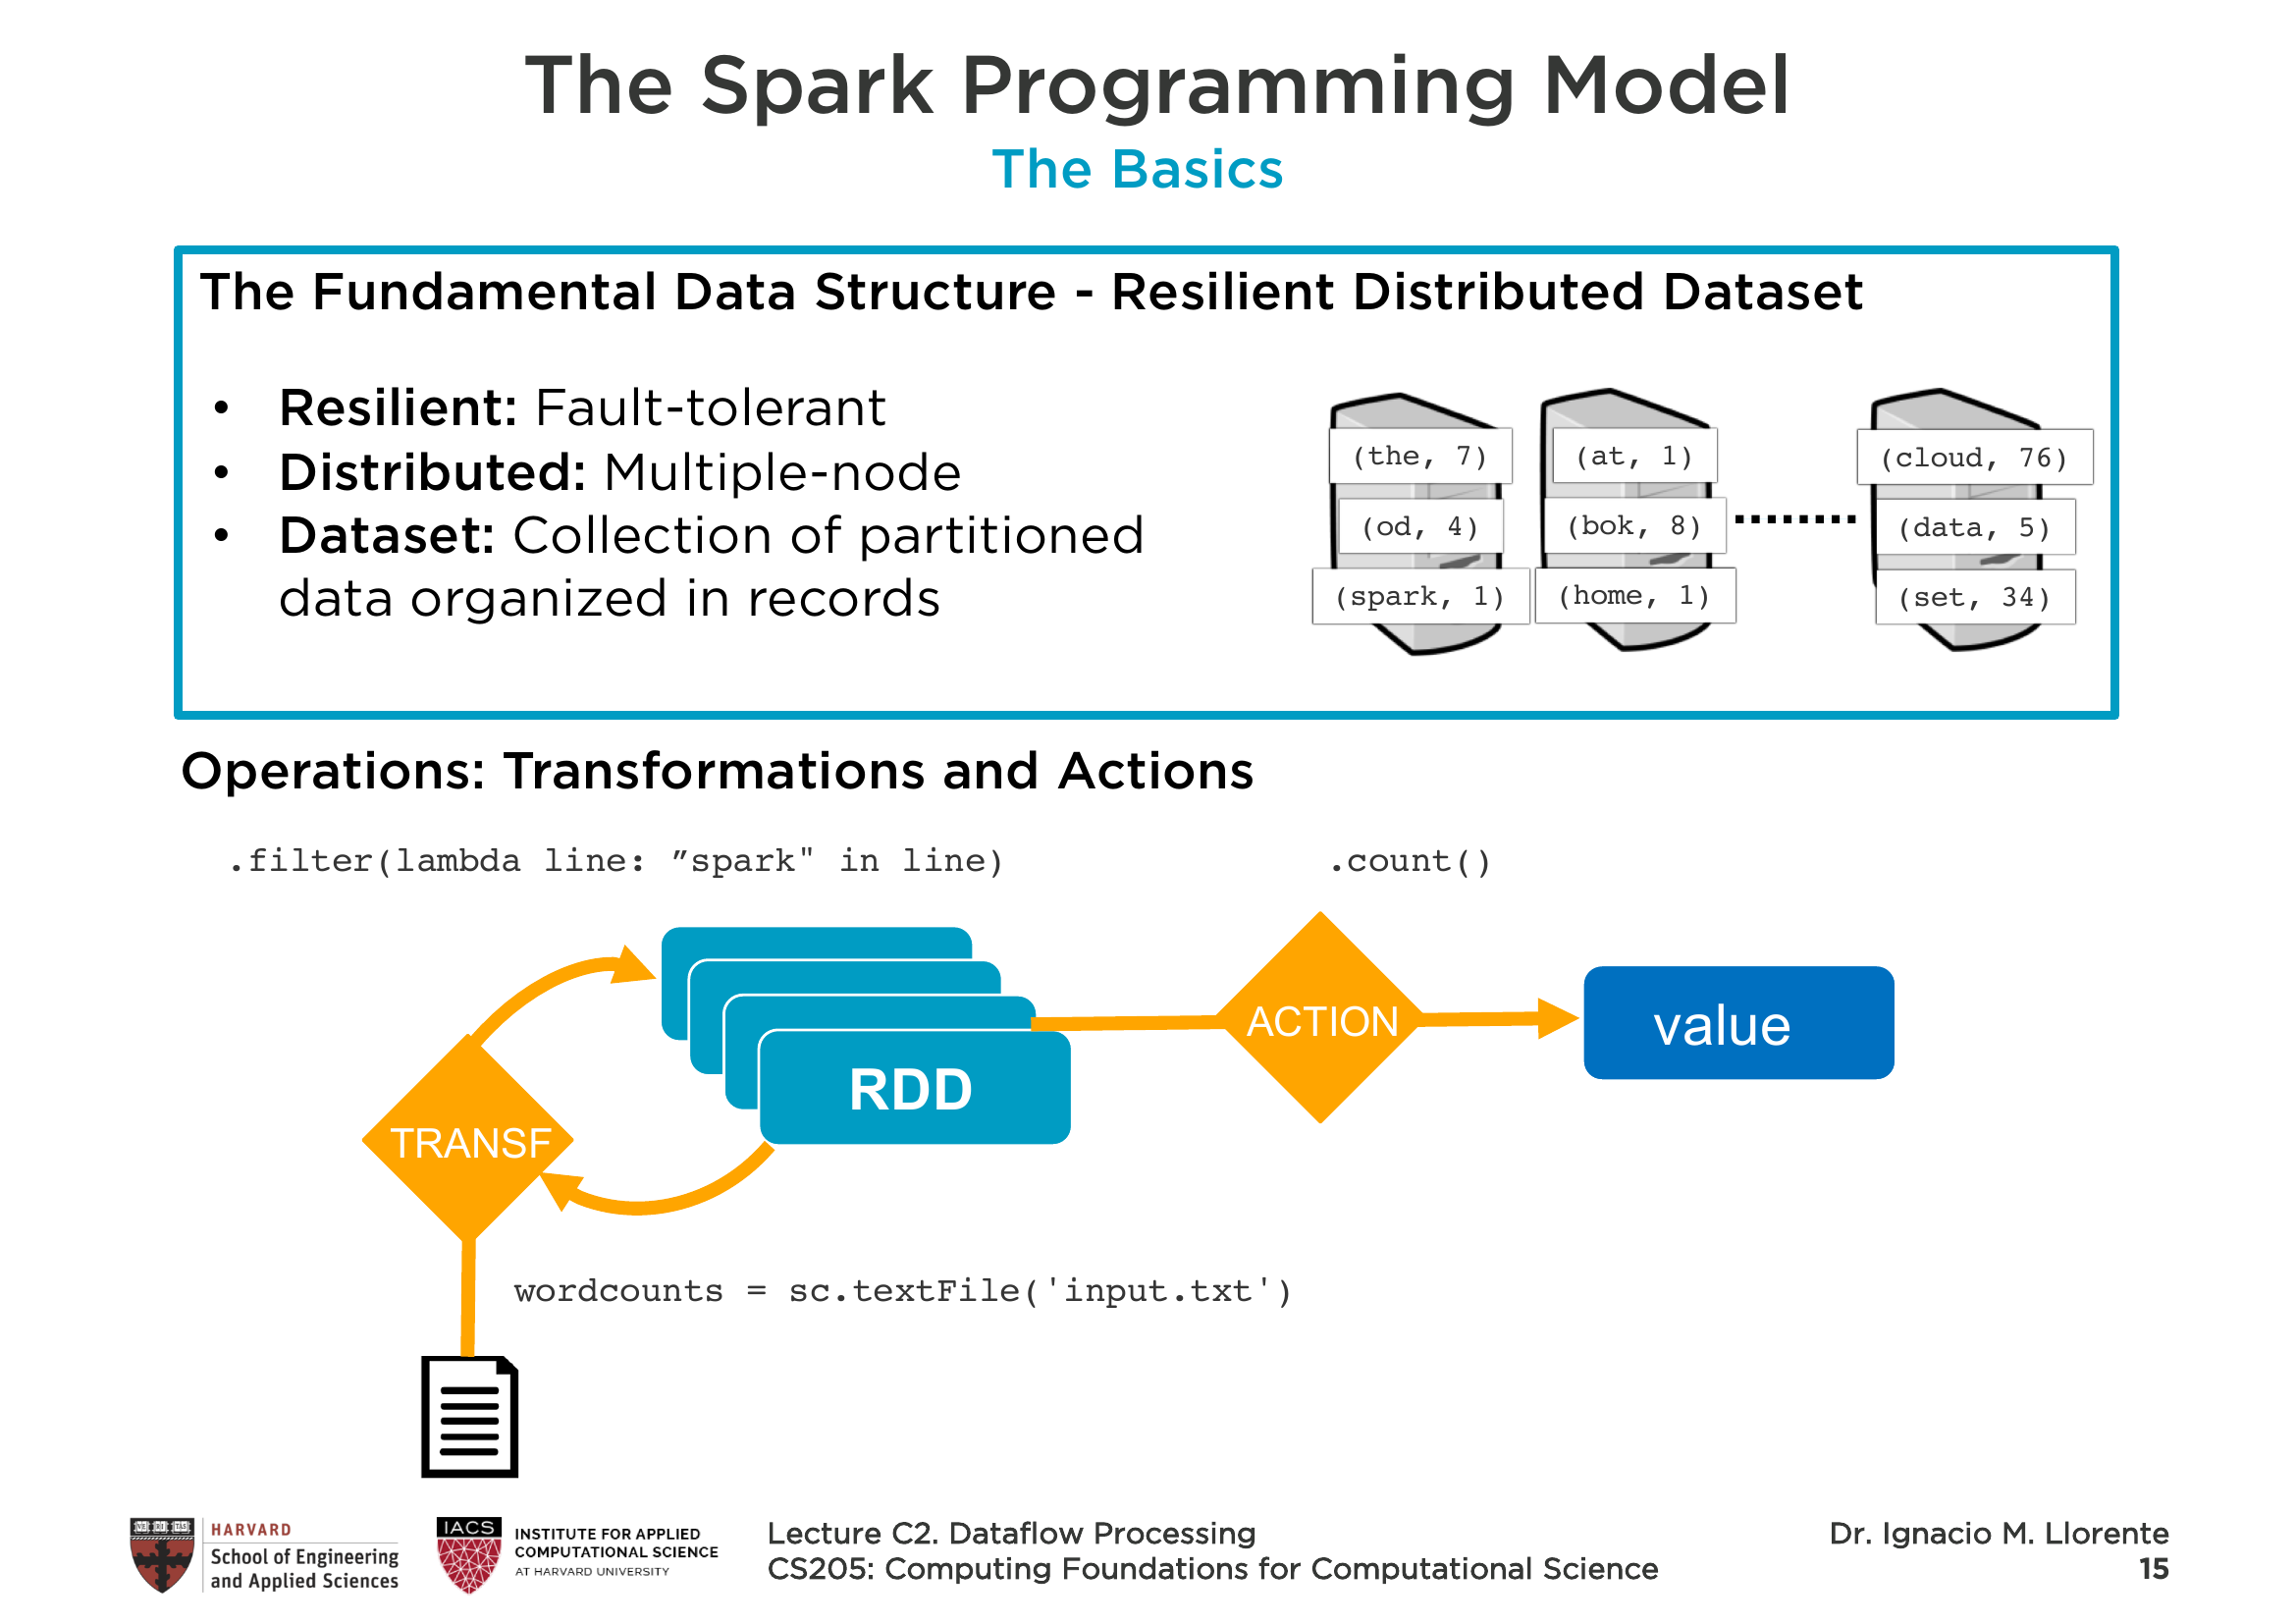 The Spark Programming Model
The Basics
The Fundamental Data Structure - Resilient Distributed Dataset
• Resilient: Fault-tolerant
• Distributed: Multiple-node
• Dataset: Collection of partitioned
data organized in records
(the, 7)
(od, 4)
(spark, 1)
(at, 1)
(bok, 8)
(home, 1)
(cloud, 76)
(data, 5)
(set, 34)
Operations: Transformations and Actions
.filter(lambda line: ”spark" in line)
.count()
RDD
ACTION
value
TRANSF
wordcounts = sc.textFile('input.txt')
VE RI TAS
HARVARD
School of Engineering
and Applied Sciences
IACS
INSTITUTE FOR APPLIED
COMPUTATIONAL SCIENCE
AT HARVARD UNIVERSITY
Lecture C2. Dataflow Processing
CS205: Computing Foundations for Computational Science
Dr. Ignacio M. Llorente
15